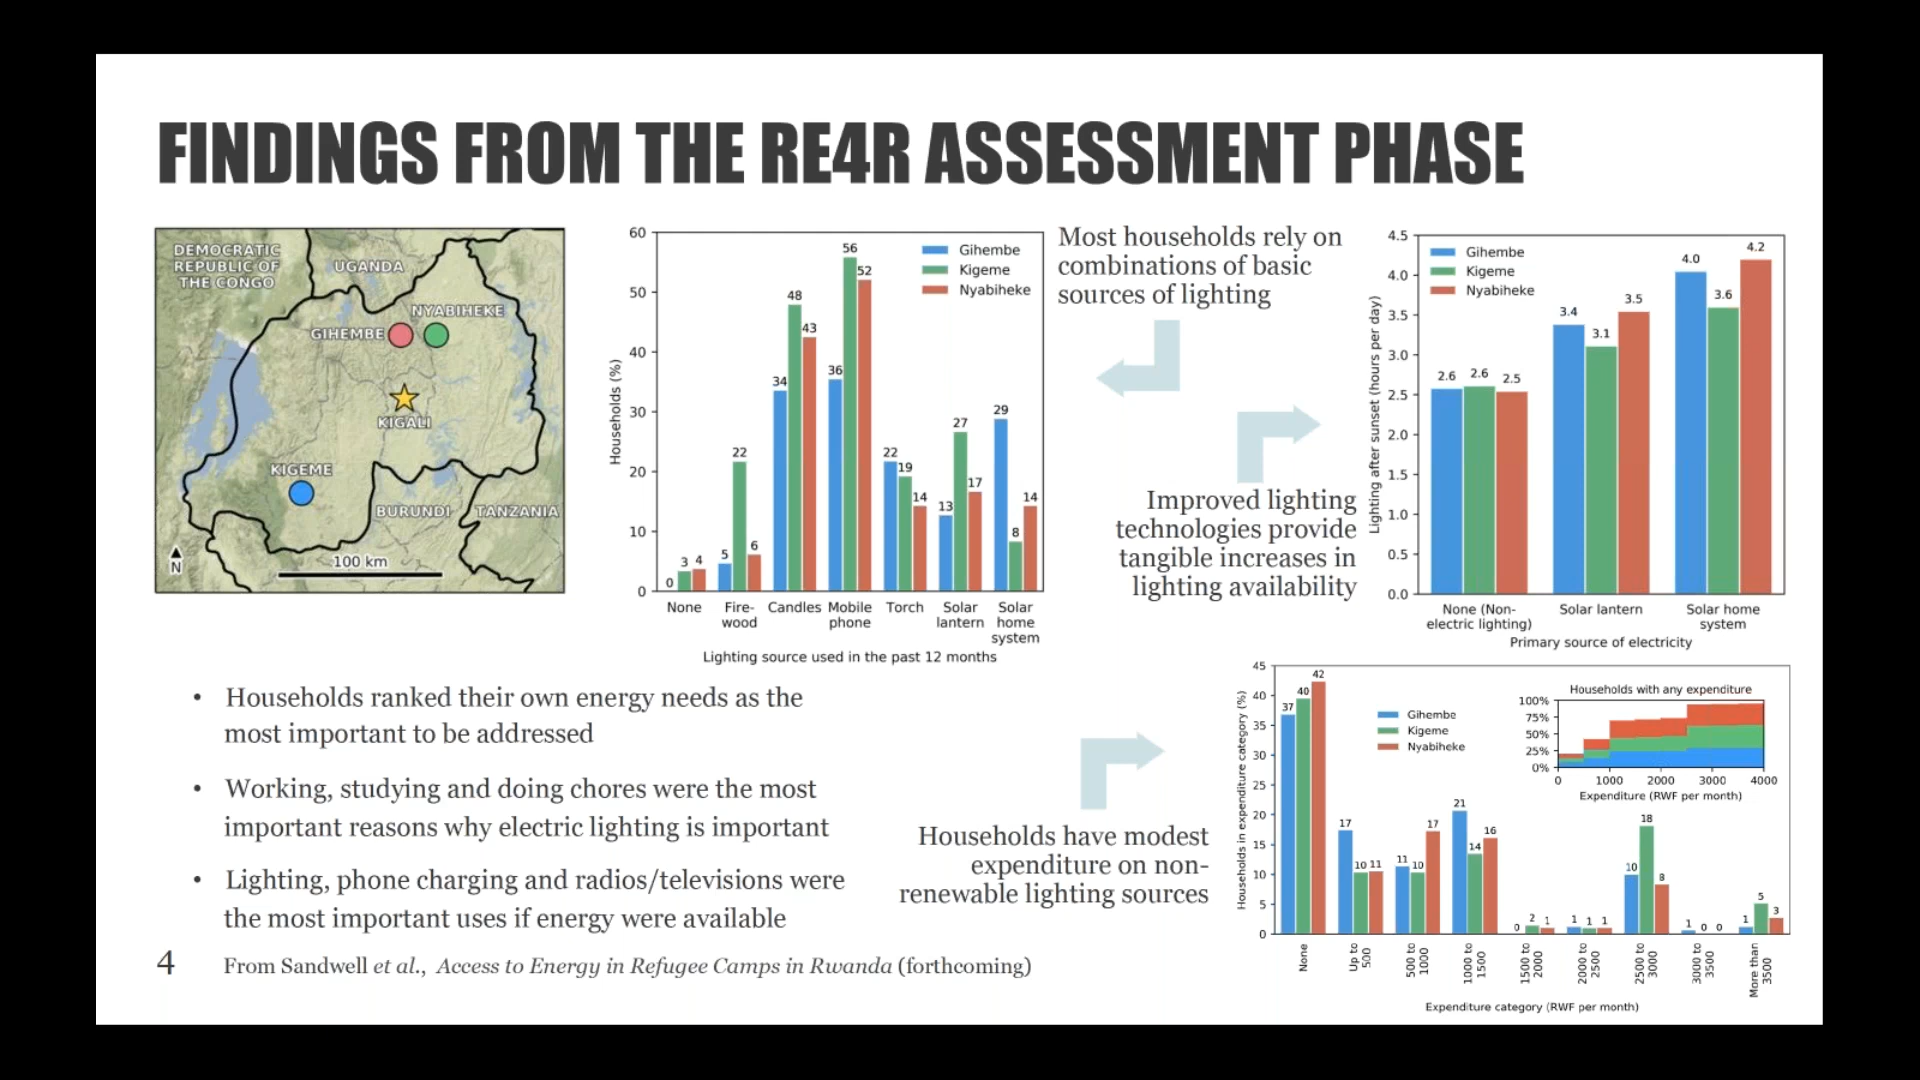 FINDINGS FROM THE RE4R ASSESSMENT PHASE
DEMOCRATIC
REPUBLIC OF
THE CONGO
UGANDA
NYABIHEKE
GIHEMBE
KIGALI
KIGEME
BURUNDI
TANZANIA
N
100 km
60
50
40
30
20
10
0
Households (%)
Gihembe
Kigeme
Nyabiheke
0 3 4
5 22 6
34 48 43
36 56 52
22 19 14
13 27 17
29 8 14
None
Fire-
wood
Candles
Mobile
phone
Torch
Solar
lantern
Solar
home
system
Lighting source used in the past 12 months
Most households rely on
combinations of basic
sources of lighting
Improved lighting
technologies provide
tangible increases in
lighting availability
4.5
4.0
3.5
3.0
2.5
2.0
1.5
1.0
0.5
0.0
Lighting after sunset (hours per day)
Gihembe
Kigeme
Nyabiheke
2.6 2.6 2.5
3.4 3.1 3.5
4.0 3.6 4.2
None (Non-
electric lighting)
Solar lantern
Solar home
system
Primary source of electricity
• Households ranked their own energy needs as the
most important to be addressed
• Working, studying and doing chores were the most
important reasons why electric lighting is important
• Lighting, phone charging and radios/televisions were
the most important uses if energy were available
Households have modest
expenditure on non-
renewable lighting sources
45
40
35
30
25
20
15
10
5
0
Households in expenditure category (%)
Gihembe
Kigeme
Nyabiheke
37 40 42
17 10 11
11 10 17
21 14 16
0 2 1
1 1 1
10 18 8
1 0 0
1 5 3
None
Up to
500
500 to
1000
1000 to
1500
1500 to
2000
2000 to
2500
2500 to
3000
3000 to
3500
More than
3500
Expenditure category (RWF per month)
Households with any expenditure
100%
75%
50%
25%
0%
0 1000 2000 3000 4000
Expenditure (RWF per month)
4
From Sandwell et al., Access to Energy in Refugee Camps in Rwanda (forthcoming)